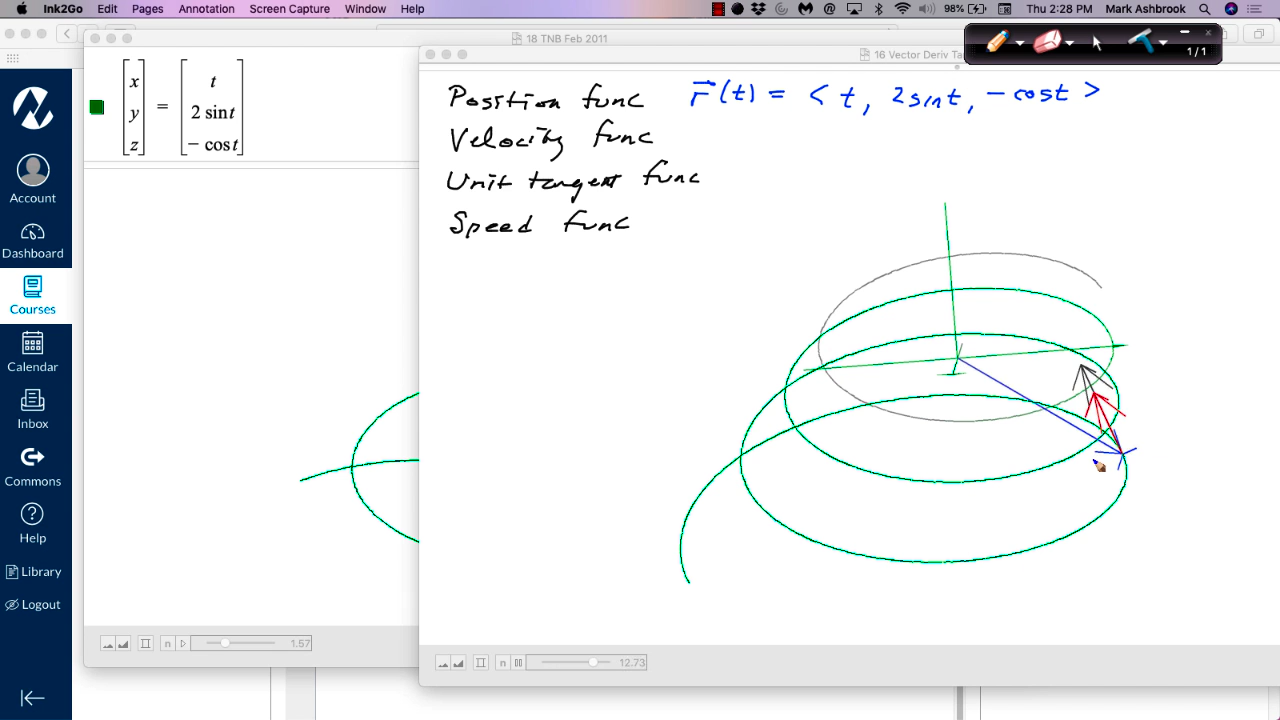 Ink2Go Edit Pages Annotation Screen Capture Window Help 98% Thu 2:28 PM Mark Ashbrook
18 TNB Feb 2011
16 Vector Deriv Ta
1/1
x
y
z
=
t
2 sint
− cost
Position func r(t) = < t, 2sint, −cost >
Velocity func
Unit tangent func
Speed func
Account
Dashboard
Courses
Calendar
Inbox
Commons
Help
Library
Logout
n 1.57
n 12.73